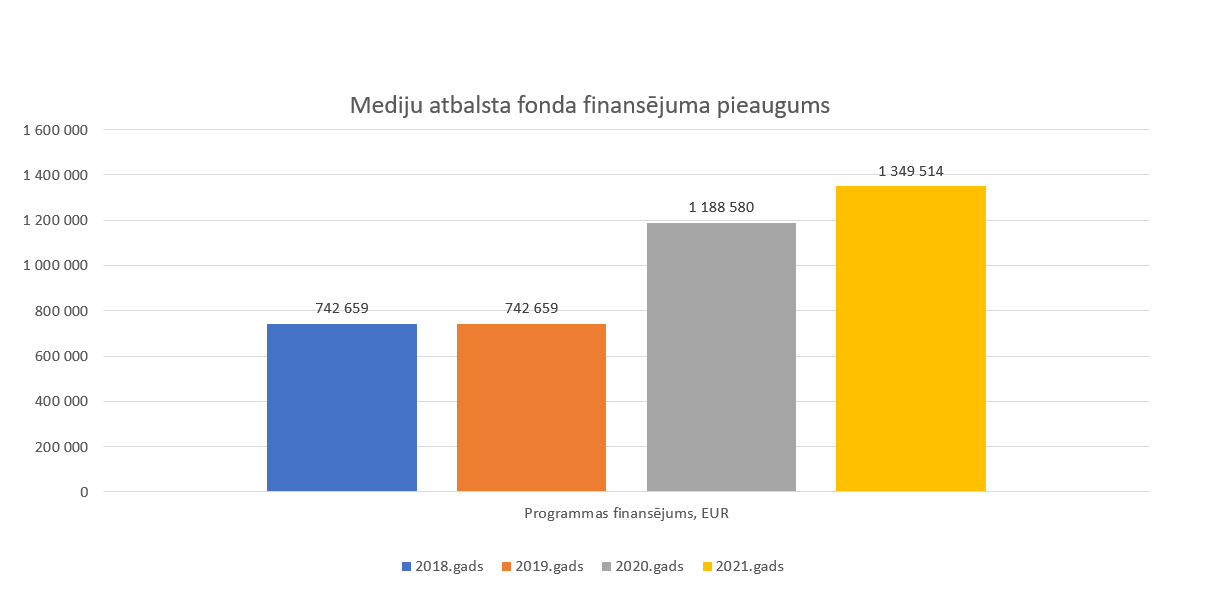 Mediju atbalsta fonda finansējuma pieaugums
1 600 000
1 400 000
1 200 000
1 000 000
800 000
600 000
400 000
200 000
0
742 659
742 659
1 188 580
1 349 514
Programmas finansējums, EUR
2018.gads 2019.gads 2020.gads 2021.gads